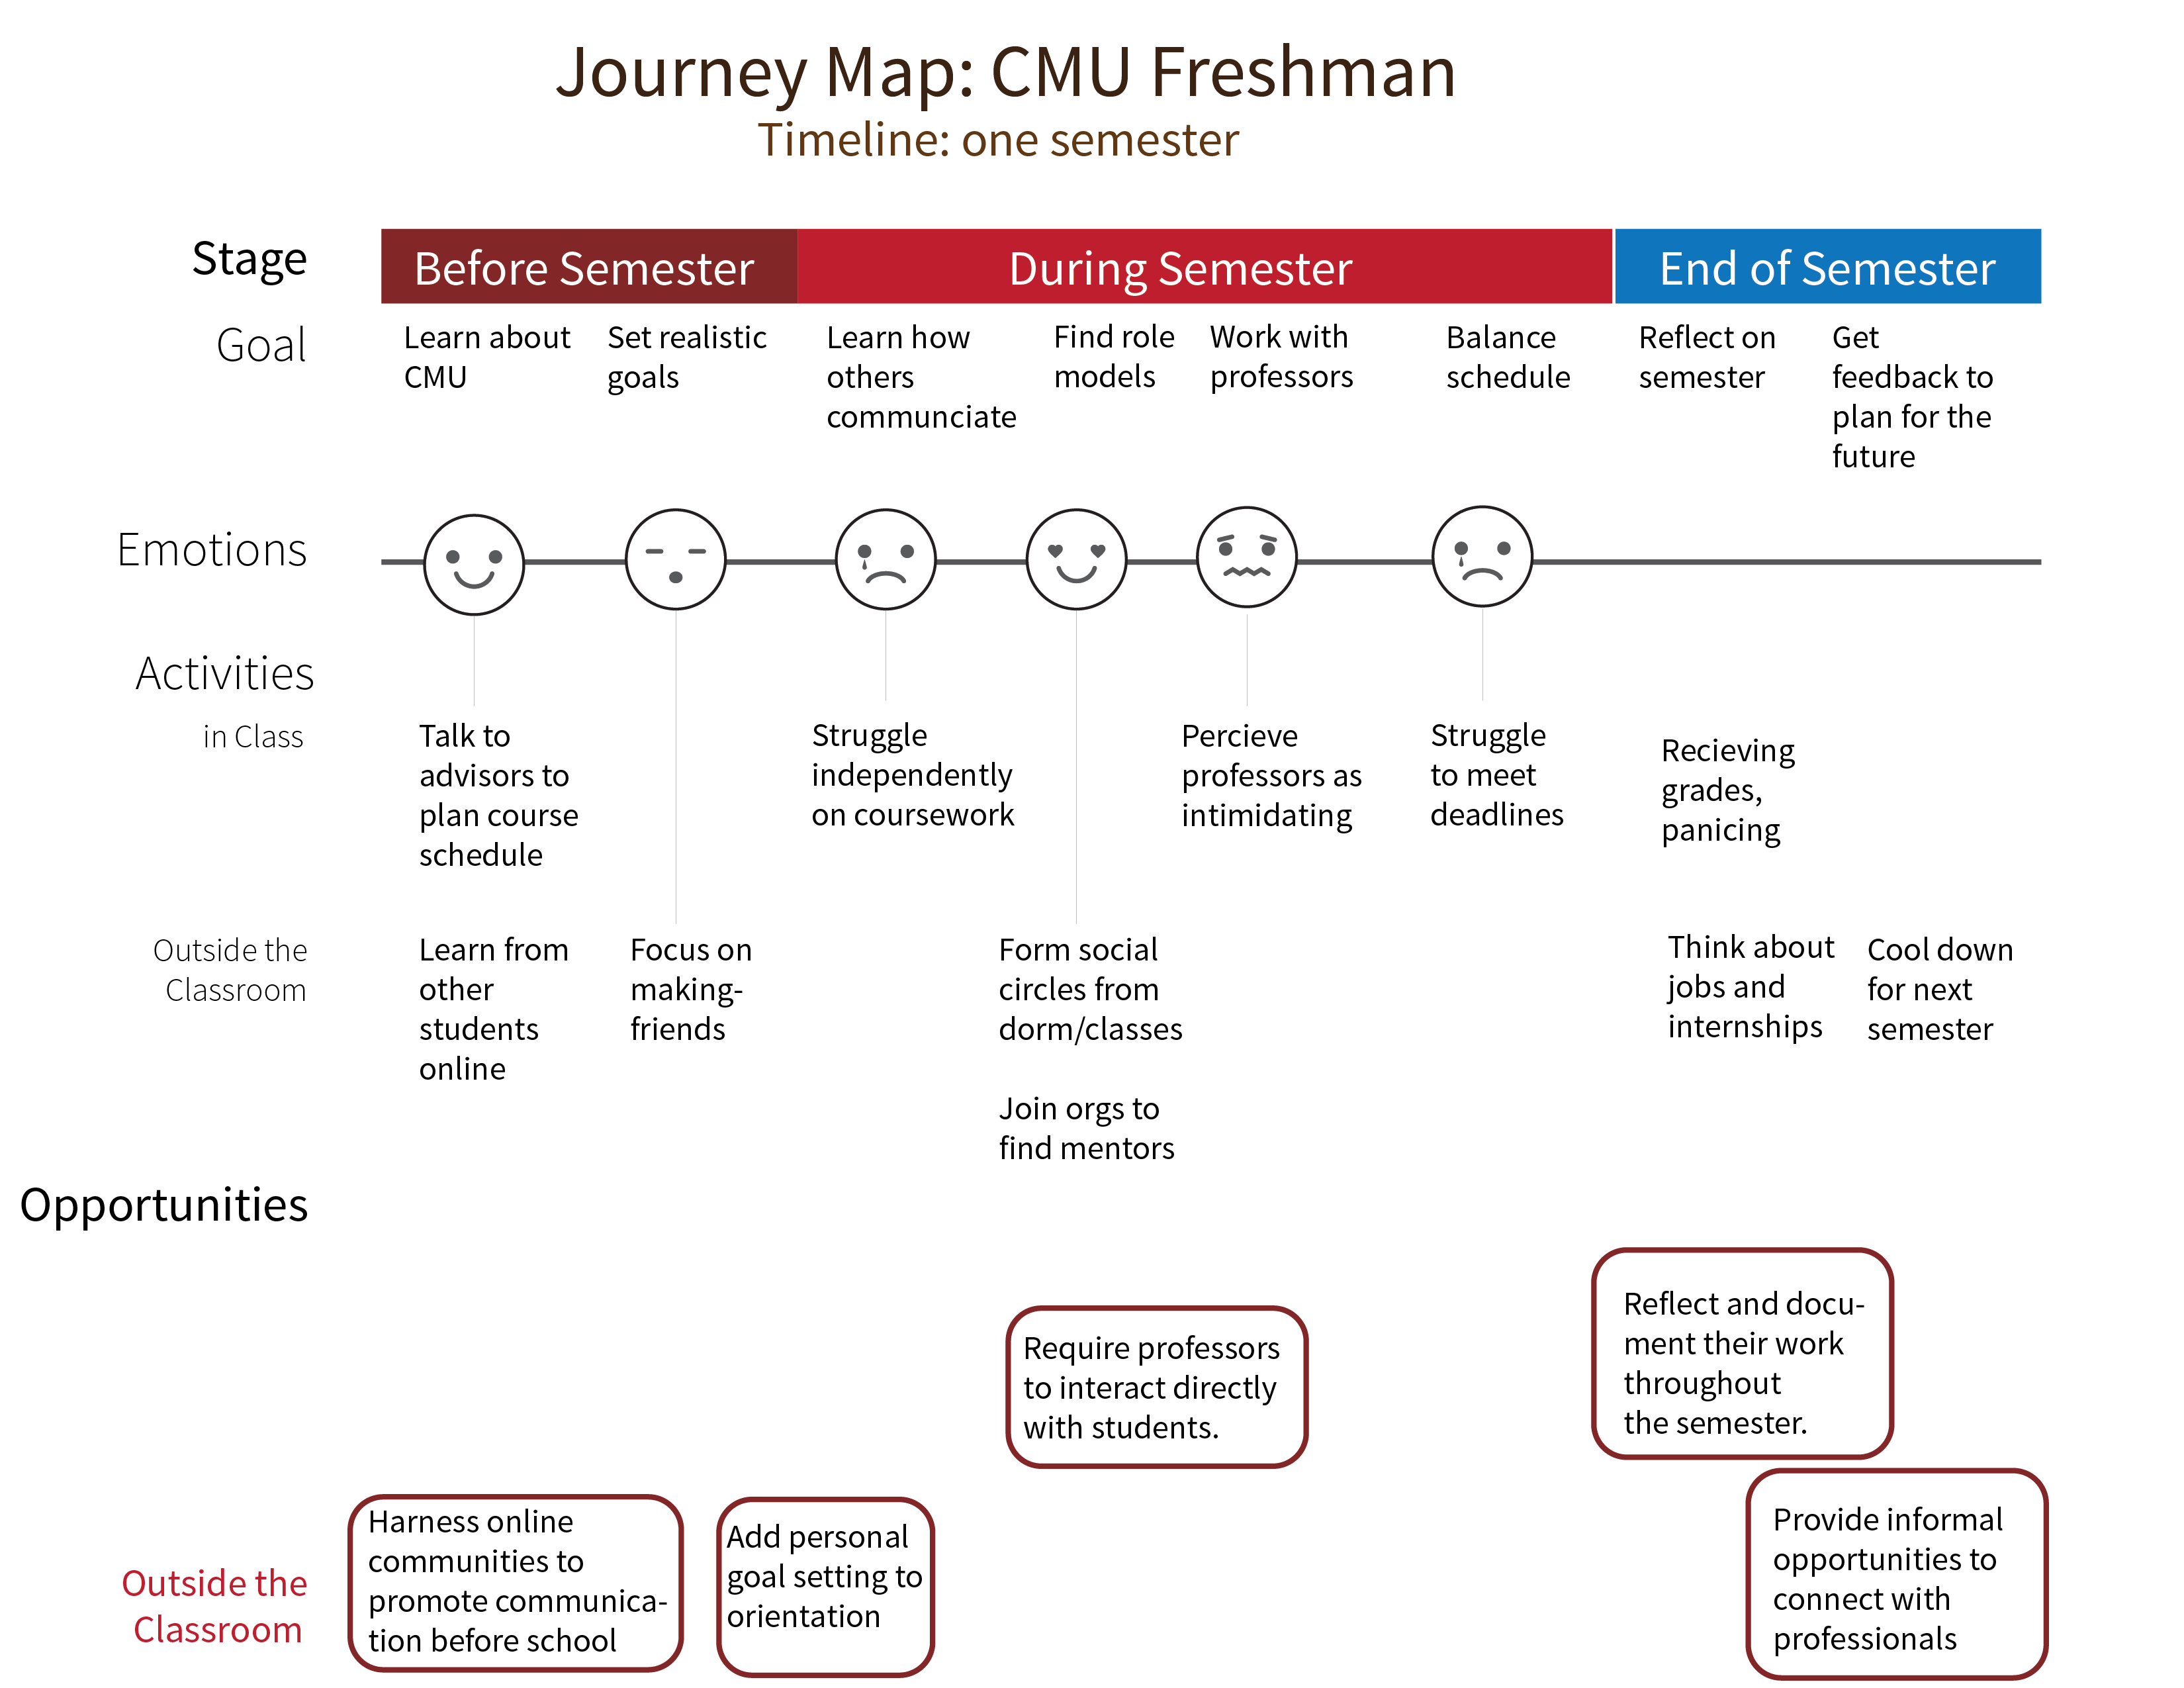 Journey Map: CMU Freshman
Timeline: one semester
Stage
Before Semester
During Semester
End of Semester
Goal
Learn about
CMU
Set realistic
goals
Learn how
others
communciate
Find role
models
Work with
professors
Balance
schedule
Reflect on
semester
Get
feedback to
plan for the
future
Emotions
Activities
in Class
Talk to
advisors to
plan course
schedule
Struggle
independently
on coursework
Percieve
professors as
intimidating
Struggle
to meet
deadlines
Recieving
grades,
panicing
Outside the
Classroom
Learn from
other
students
online
Focus on
making-
friends
Form social
circles from
dorm/classes
Join orgs to
find mentors
Think about
jobs and
internships
Cool down
for next
semester
Opportunities
Require professors
to interact directly
with students.
Reflect and docu-
ment their work
throughout
the semester.
Outside the
Classroom
Harness online
communities to
promote communica-
tion before school
Add personal
goal setting to
orientation
Provide informal
opportunities to
connect with
professionals